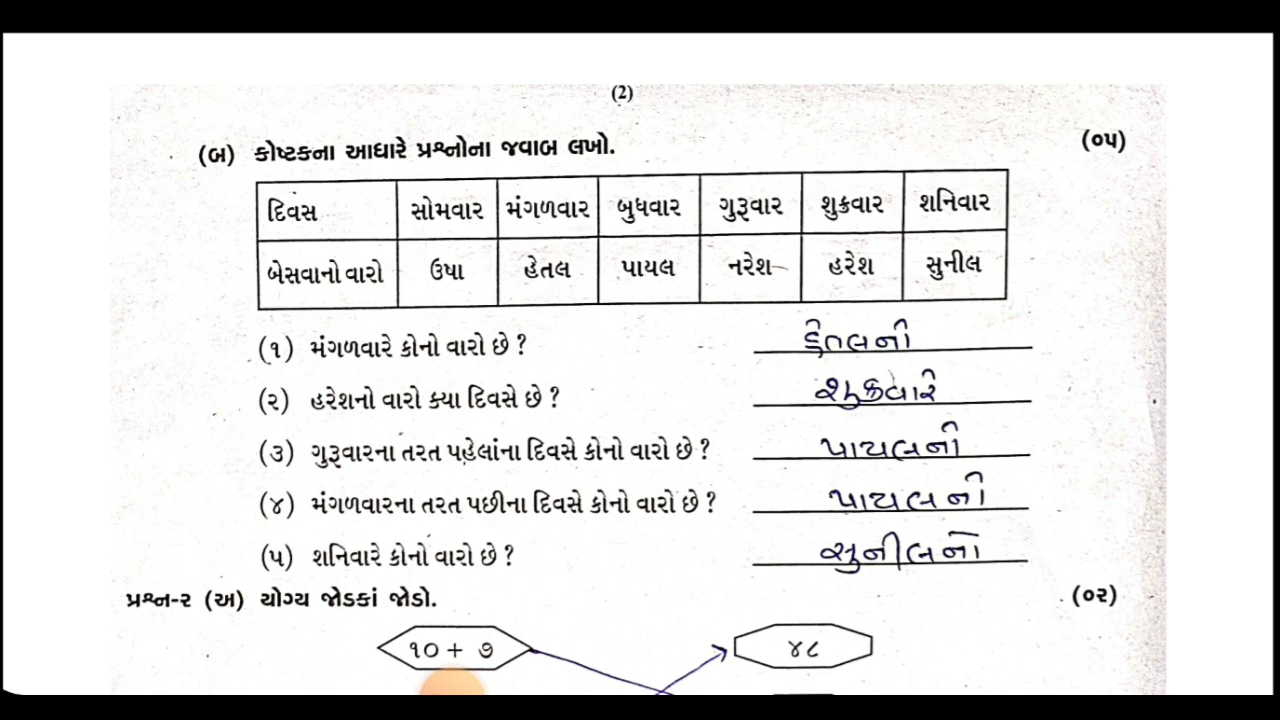 (2)
(બ) કોષ્ટકના આધારે પ્રશ્નોના જવાબ લખો. (૦૫)
દિવસ સોમવાર મંગળવાર બુધવાર ગુરૂવાર શુક્રવાર શનિવાર
બેસવાનો વારો ઉષા હેતલ પાયલ નરેશ હરેશ સુનીલ
(૧) મંગળવારે કોનો વારો છે ? હેતલનો
(૨) હરેશનો વારો ક્યા દિવસે છે ? શુક્રવારે
(૩) ગુરૂવારના તરત પહેલાંના દિવસે કોનો વારો છે ? પાયલનો
(૪) મંગળવારના તરત પછીના દિવસે કોનો વારો છે ? પાયલનો
(૫) શનિવારે કોનો વારો છે ? સુનીલનો
પ્રશ્ન-૨ (અ) યોગ્ય જોડકાં જોડો. (૦૨)
૧૦ + ૭ ૪૮